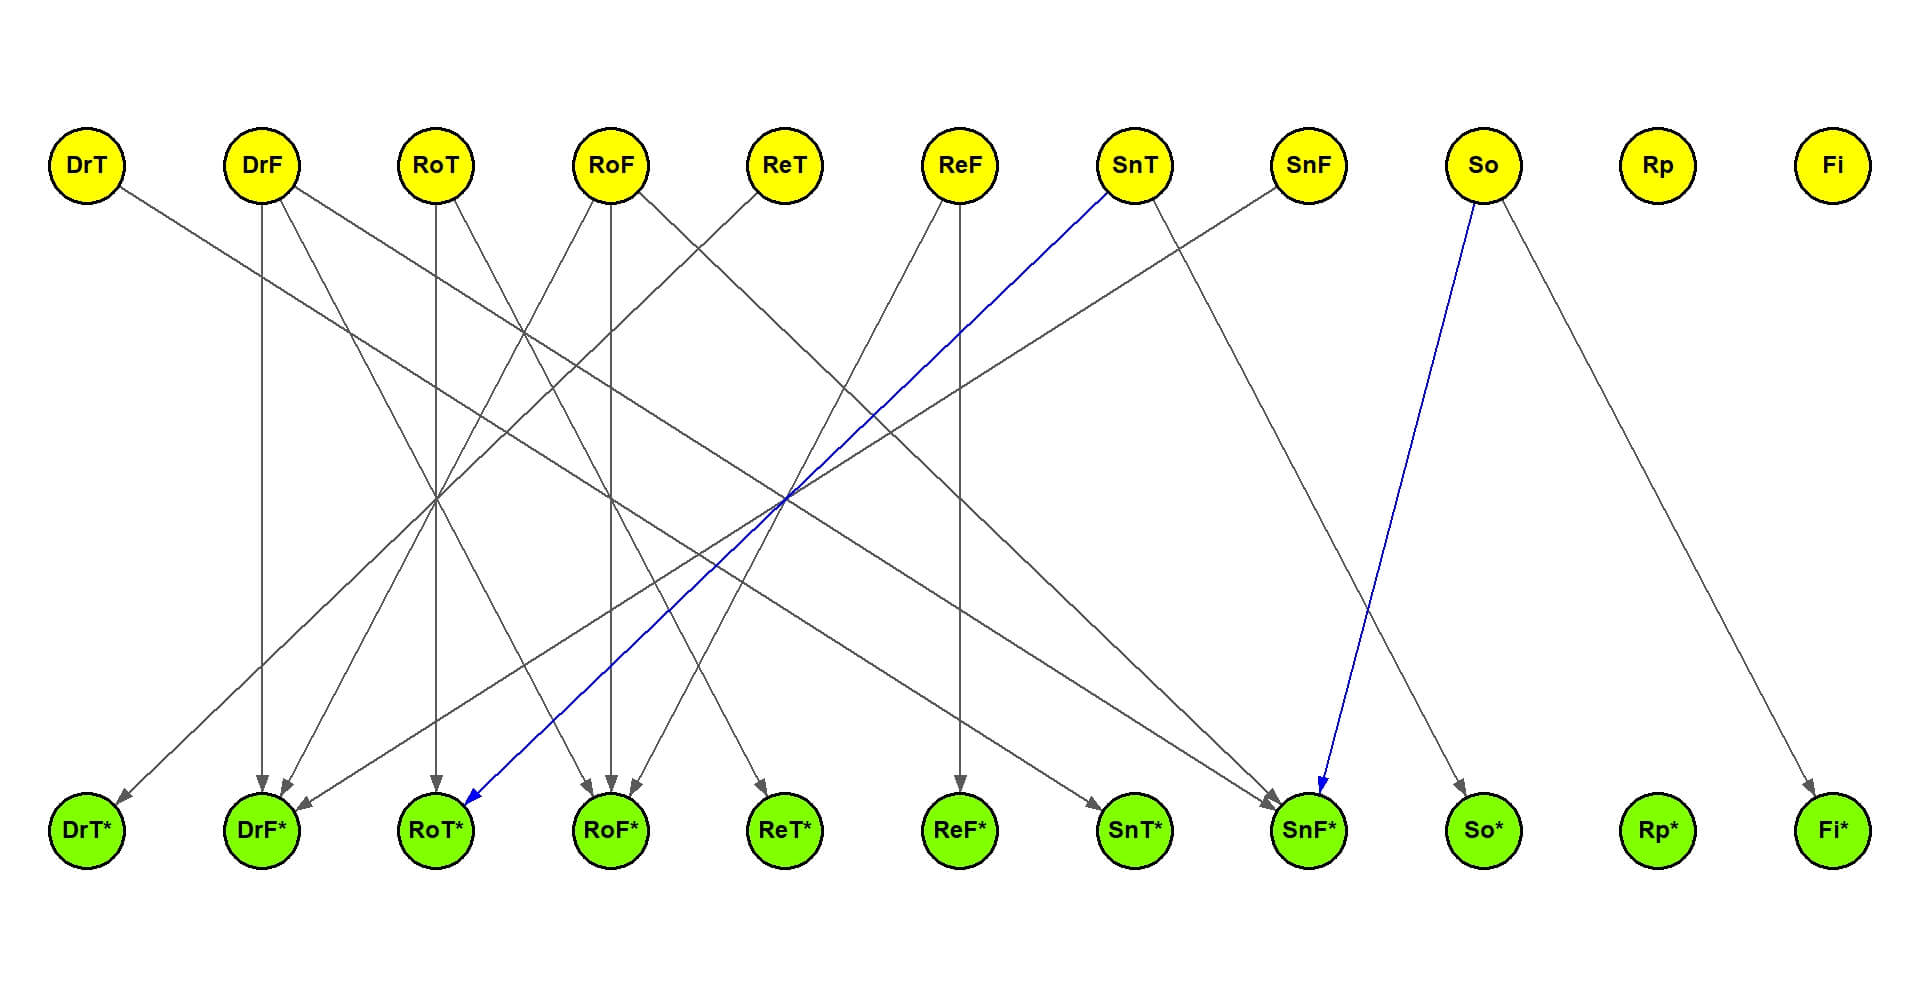 DrT DrF RoT RoF ReT ReF SnT SnF So Rp Fi
DrT* DrF* RoT* RoF* ReT* ReF* SnT* SnF* So* Rp* Fi*